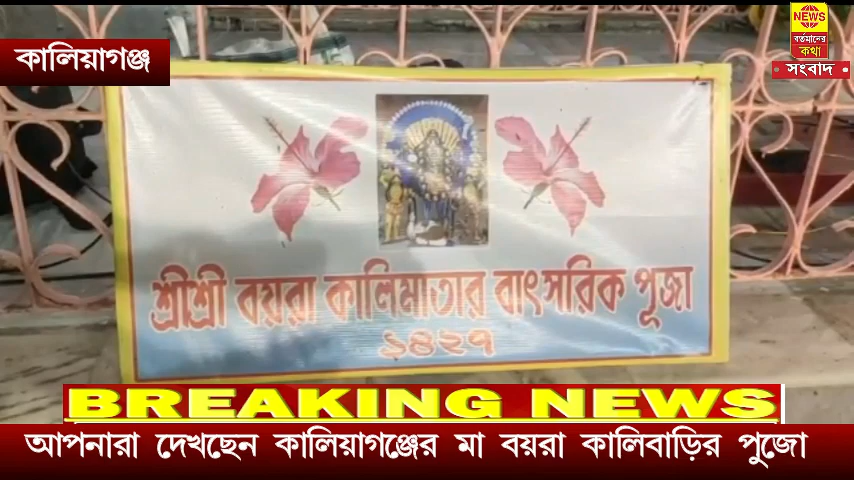 কালিয়াগঞ্জ
NEWS
বর্তমানের
কথা
সংবাদ
শ্রীশ্রী বয়রা কালিমাতার বাৎসরিক পূজা
১৪২৭
BREAKING NEWS
আপনারা দেখছেন কালিয়াগঞ্জের মা বয়রা কালিবাড়ির পুজো